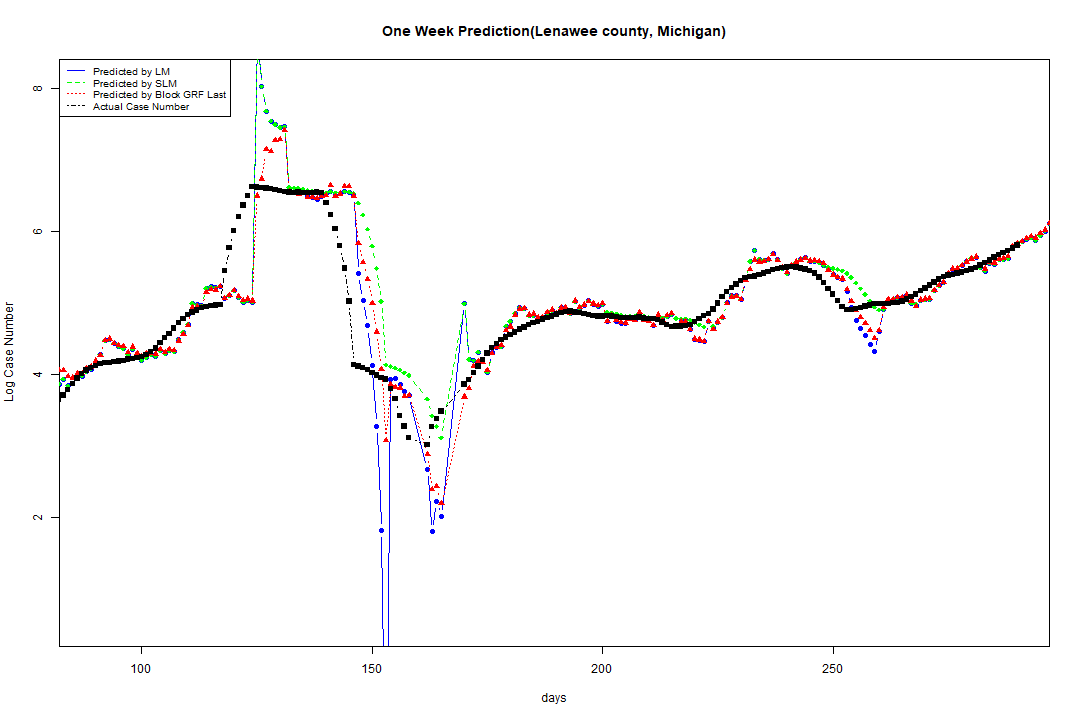 One Week Prediction(Lenawee county, Michigan)
Predicted by LM
Predicted by SLM
Predicted by Block GRF Last
Actual Case Number
8
6
4
2
Log Case Number
100 150 200 250
days